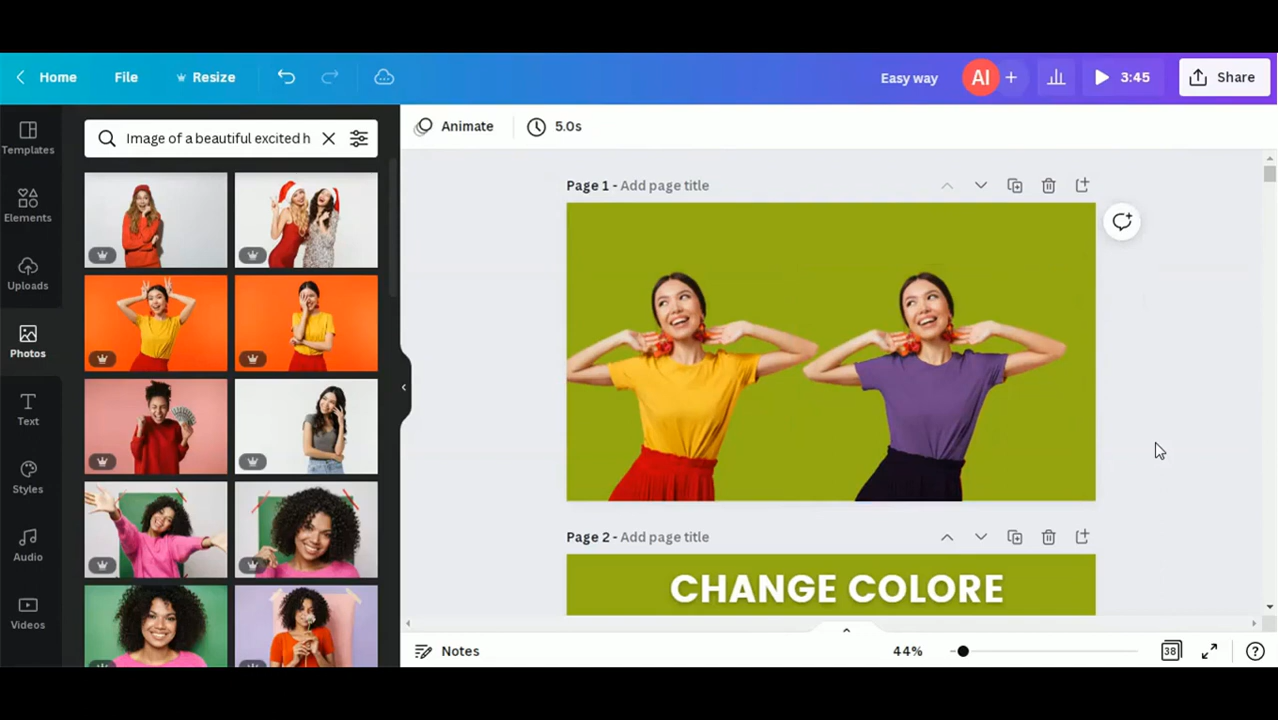 Home File Resize Easy way AI 3:45 Share
Templates
Elements
Uploads
Photos
Text
Styles
Audio
Videos
Image of a beautiful excited h
Animate 5.0s
Page 1 - Add page title
Page 2 - Add page title
CHANGE COLORE
Notes 44% 38